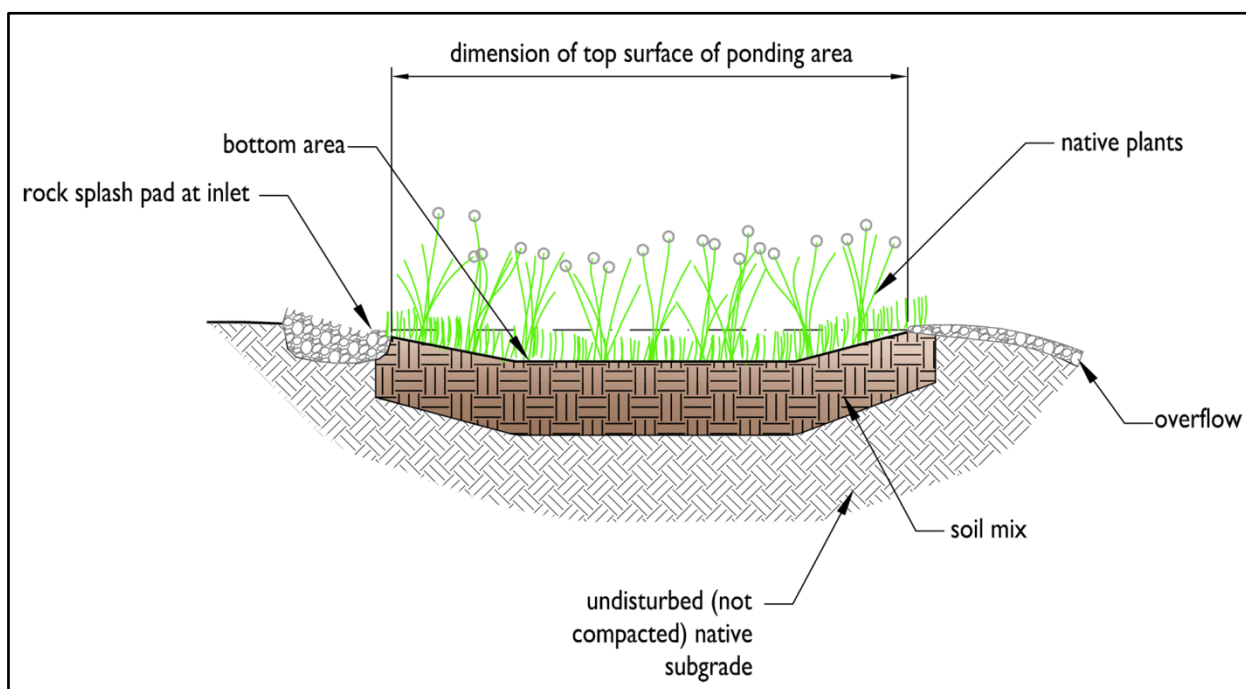 dimension of top surface of ponding area
bottom area
native plants
rock splash pad at inlet
overflow
soil mix
undisturbed (not
compacted) native
subgrade